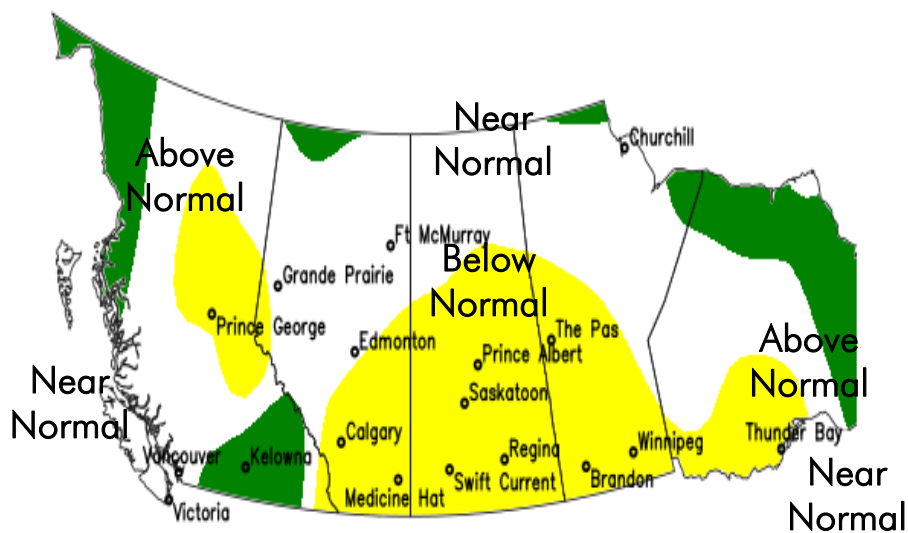 Near
Normal
Churchill
Above
Normal
Ft McMurray
Below
Normal
Grande Prairie
Prince George
The Pas
Edmonton
Prince Albert
Above
Normal
Near
Normal
Saskatoon
Calgary
Winnipeg
Thunder Bay
Vancouver
Kelowna
Regina
Near
Normal
Medicine Hat
Swift Current
Brandon
Victoria